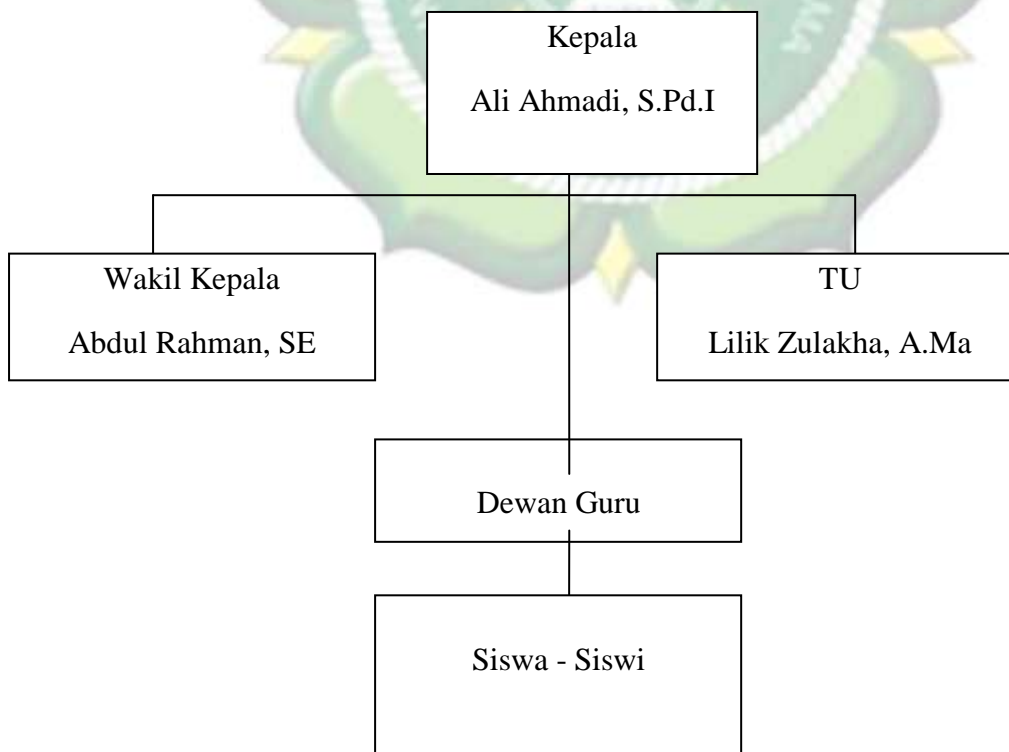 Kepala
Ali Ahmadi, S.Pd.I
Wakil Kepala
Abdul Rahman, SE
TU
Lilik Zulakha, A.Ma
Dewan Guru
Siswa - Siswi